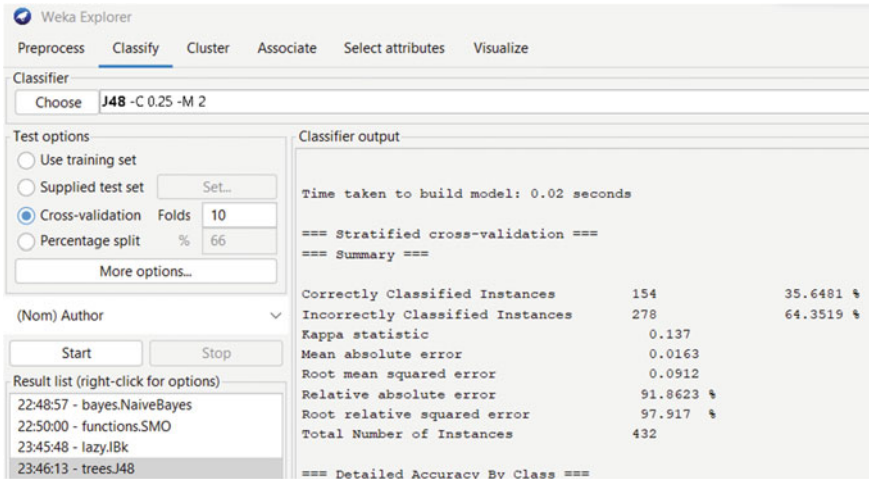 Weka Explorer
Preprocess Classify Cluster Associate Select attributes Visualize
Classifier
Choose J48 -C 0.25 -M 2
Test options
Use training set
Supplied test set Set...
Cross-validation Folds 10
Percentage split % 66
More options...
(Nom) Author
Start Stop
Result list (right-click for options)
22:48:57 - bayes.NaiveBayes
22:50:00 - functions.SMO
23:45:48 - lazy.IBk
23:46:13 - trees.J48
Classifier output
Time taken to build model: 0.02 seconds
=== Stratified cross-validation ===
=== Summary ===
Correctly Classified Instances 154 35.6481 %
Incorrectly Classified Instances 278 64.3519 %
Kappa statistic 0.137
Mean absolute error 0.0163
Root mean squared error 0.0912
Relative absolute error 91.8623 %
Root relative squared error 97.917 %
Total Number of Instances 432
=== Detailed Accuracy By Class ===